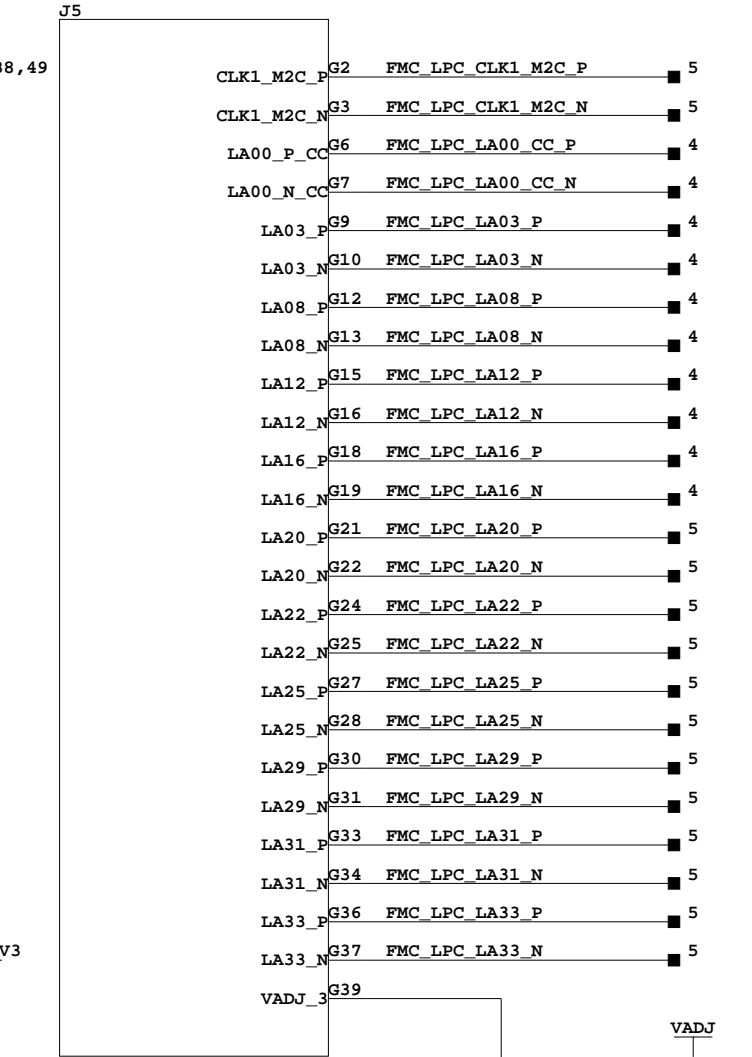 J5
38,49
CLK1_M2C_P G2 FMC_LPC_CLK1_M2C_P 5
CLK1_M2C_N G3 FMC_LPC_CLK1_M2C_N 5
LA00_P_CC G6 FMC_LPC_LA00_CC_P 4
LA00_N_CC G7 FMC_LPC_LA00_CC_N 4
LA03_P G9 FMC_LPC_LA03_P 4
LA03_N G10 FMC_LPC_LA03_N 4
LA08_P G12 FMC_LPC_LA08_P 4
LA08_N G13 FMC_LPC_LA08_N 4
LA12_P G15 FMC_LPC_LA12_P 4
LA12_N G16 FMC_LPC_LA12_N 4
LA16_P G18 FMC_LPC_LA16_P 4
LA16_N G19 FMC_LPC_LA16_N 4
LA20_P G21 FMC_LPC_LA20_P 5
LA20_N G22 FMC_LPC_LA20_N 5
LA22_P G24 FMC_LPC_LA22_P 5
LA22_N G25 FMC_LPC_LA22_N 5
LA25_P G27 FMC_LPC_LA25_P 5
LA25_N G28 FMC_LPC_LA25_N 5
LA29_P G30 FMC_LPC_LA29_P 5
LA29_N G31 FMC_LPC_LA29_N 5
LA31_P G33 FMC_LPC_LA31_P 5
LA31_N G34 FMC_LPC_LA31_N 5
LA33_P G36 FMC_LPC_LA33_P 5
V3
LA33_N G37 FMC_LPC_LA33_N 5
VADJ_3 G39
VADJ